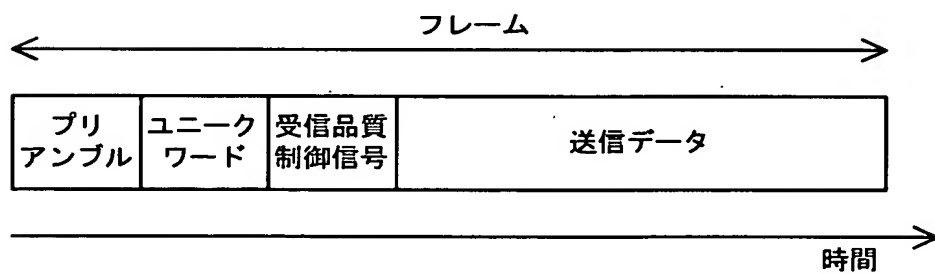 フレーム
プリ
アンブル
ユニーク
ワード
受信品質
制御信号
送信データ
時間